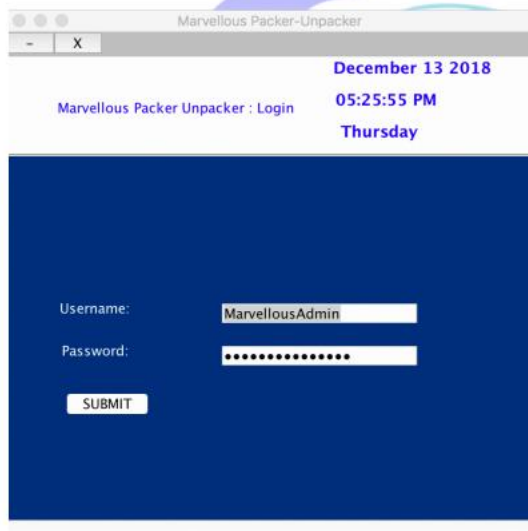 Marvellous Packer-Unpacker
- X
December 13 2018
Marvellous Packer Unpacker : Login
05:25:55 PM
Thursday
Username: MarvellousAdmin
Password: •••••••••••••••
SUBMIT